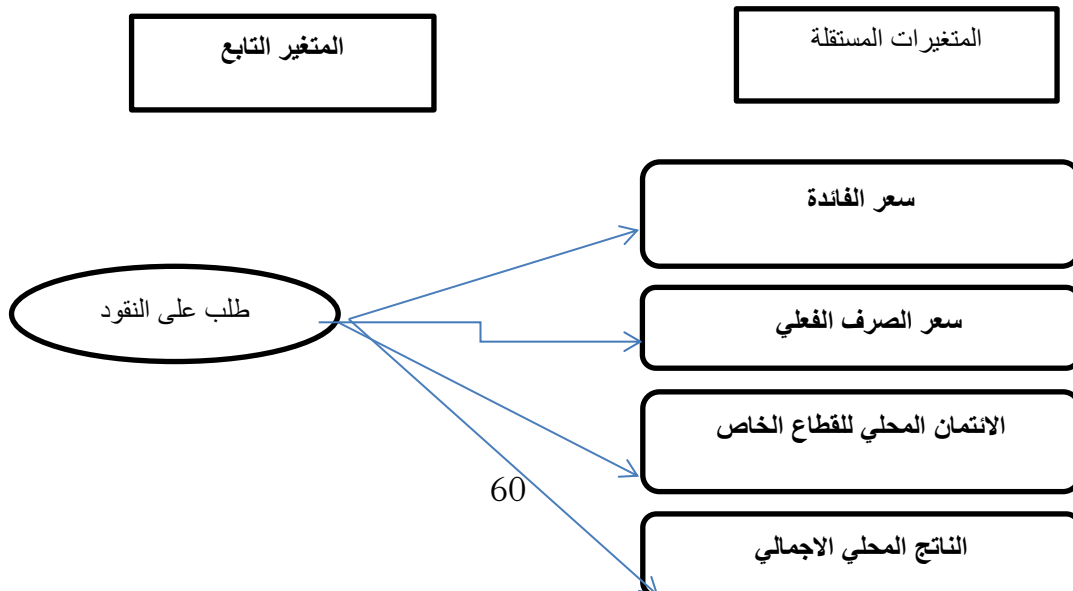 المتغيرات المستقلة
المتغير التابع
سعر الفائدة
طلب على النقود
سعر الصرف الفعلي
الائتمان المحلي للقطاع الخاص
60
الناتج المحلي الاجمالي